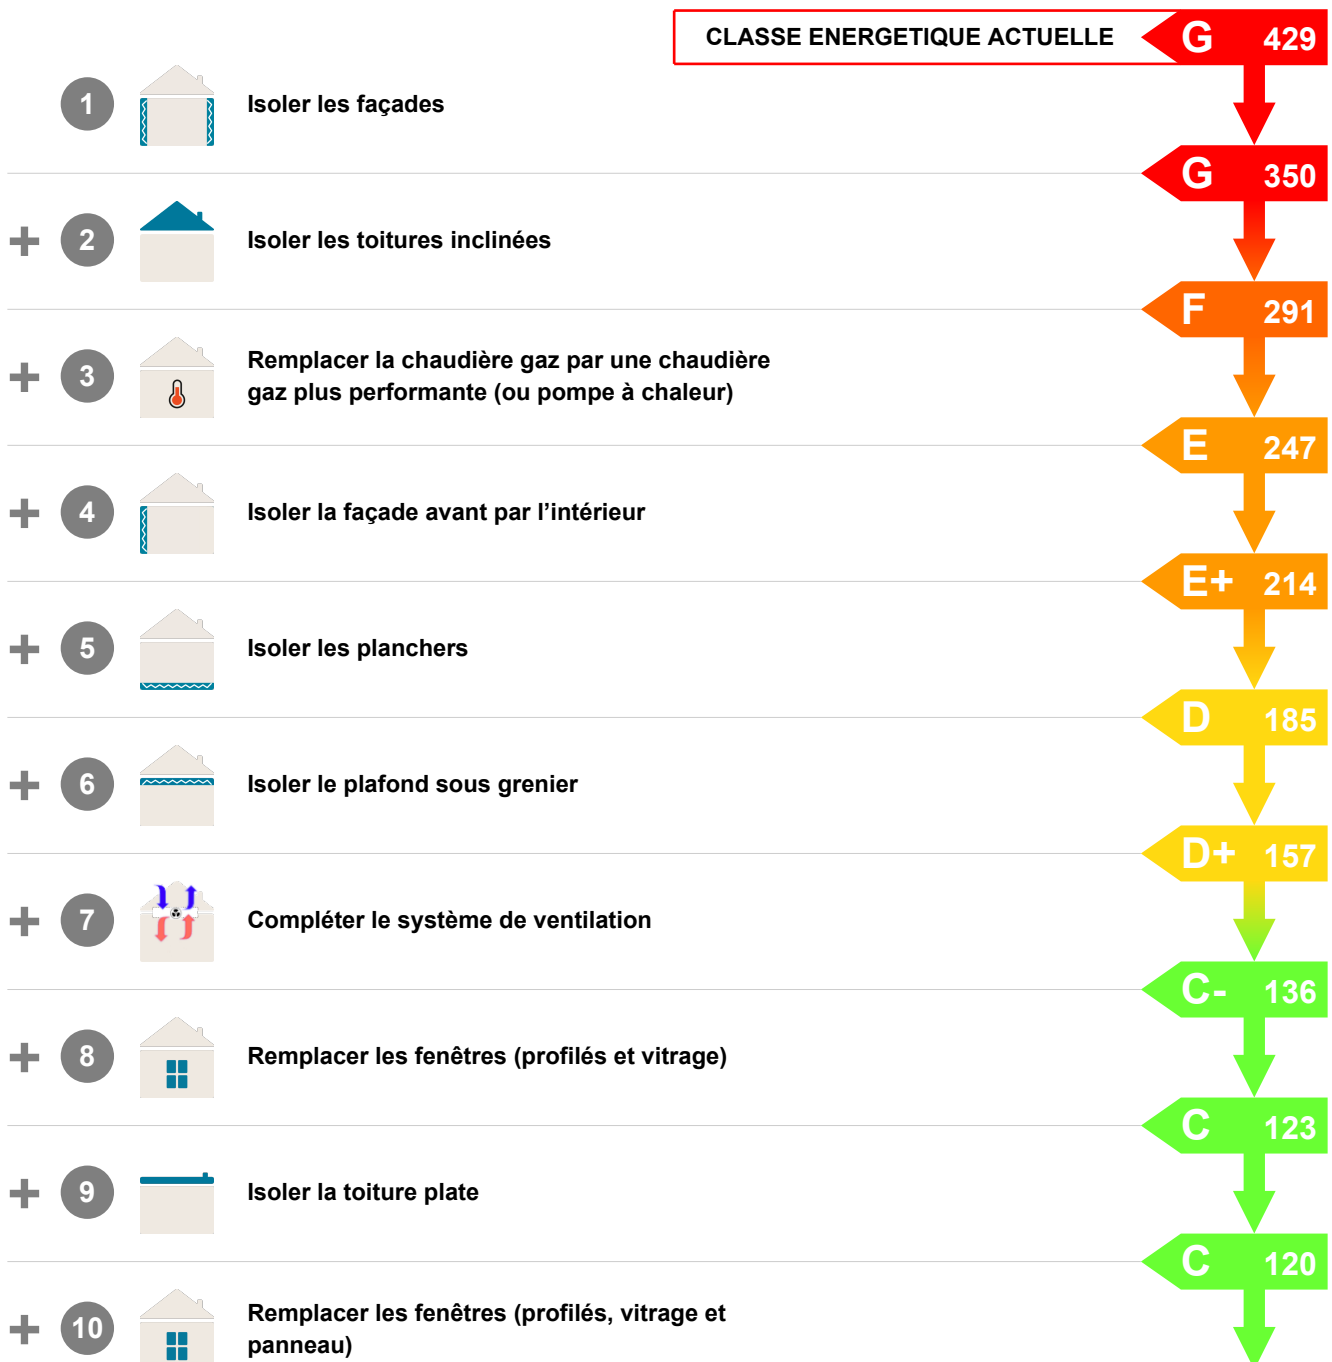 CLASSE ENERGETIQUE ACTUELLE G 429
1 Isoler les façades
G 350
+ 2 Isoler les toitures inclinées
F 291
+ 3 Remplacer la chaudière gaz par une chaudière
gaz plus performante (ou pompe à chaleur)
E 247
+ 4 Isoler la façade avant par l’intérieur
E+ 214
+ 5 Isoler les planchers
D 185
+ 6 Isoler le plafond sous grenier
D+ 157
+ 7 Compléter le système de ventilation
C- 136
+ 8 Remplacer les fenêtres (profilés et vitrage)
C 123
+ 9 Isoler la toiture plate
C 120
+ 10 Remplacer les fenêtres (profilés, vitrage et
panneau)